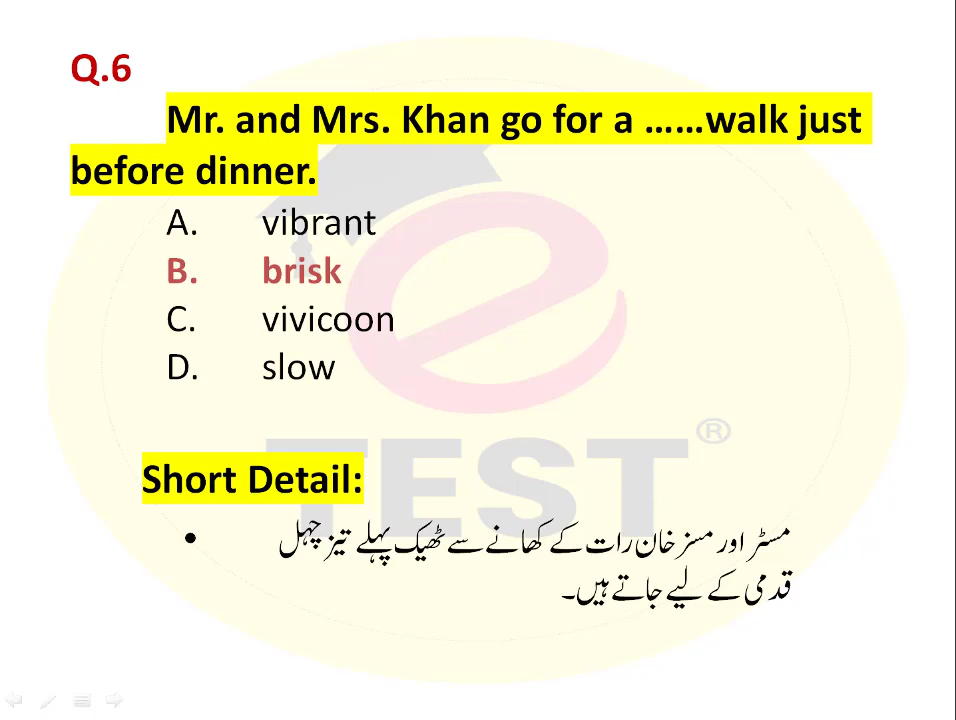 Q.6
Mr. and Mrs. Khan go for a ……walk just
before dinner.
A. vibrant
B. brisk
C. vivicoon
D. slow
e
TEST®
Short Detail:
• مسٹر اور مسز خان رات کے کھانے سے ٹھیک پہلے تیز چہل
قدمی کے لیے جاتے ہیں۔